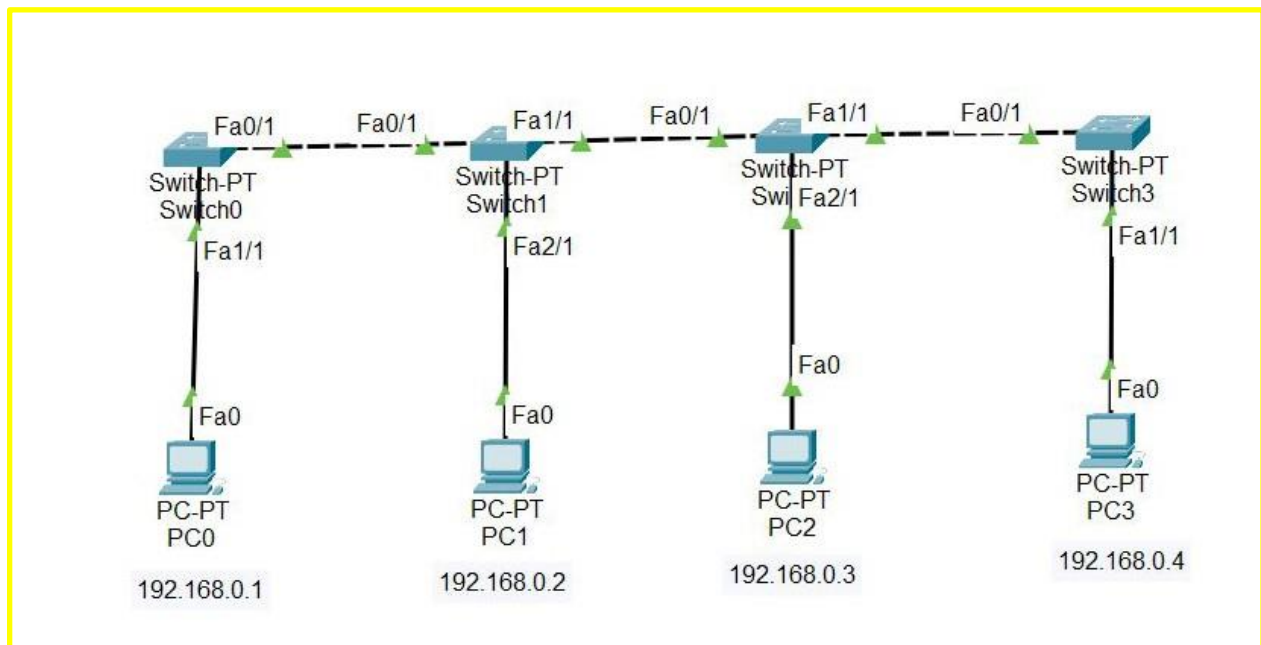 Fa0/1
Fa0/1
Fa1/1
Fa0/1
Fa1/1
Fa0/1
Switch-PT
Switch0
Switch-PT
Switch1
Switch-PT
Swi
Switch-PT
Switch3
Fa1/1
Fa2/1
Fa2/1
Fa1/1
Fa0
Fa0
Fa0
Fa0
PC-PT
PC0
PC-PT
PC1
PC-PT
PC2
PC-PT
PC3
192.168.0.1
192.168.0.2
192.168.0.3
192.168.0.4